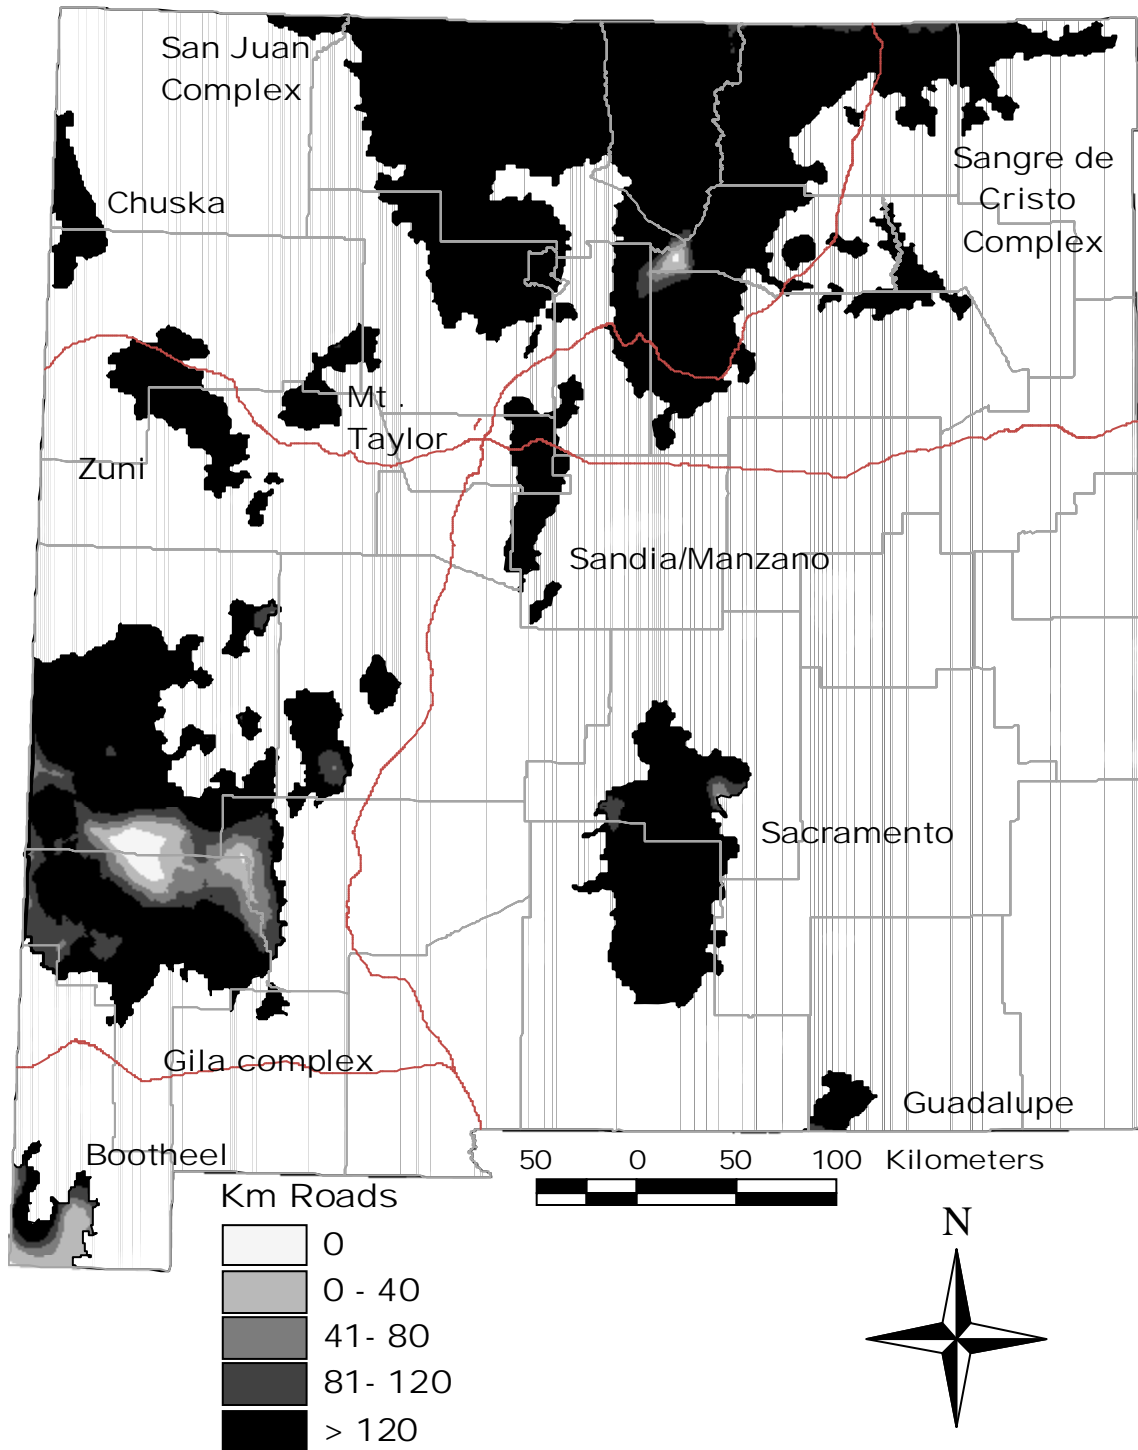 San Juan
Complex
Sangre de
Cristo
Complex
Chuska
Mt .
Taylor
Zuni
Sandia/Manzano
Sacramento
Gila complex
Guadalupe
Bootheel
50 0 50 100 Kilometers
Km Roads
0
0 - 40
41- 80
81- 120
> 120
N